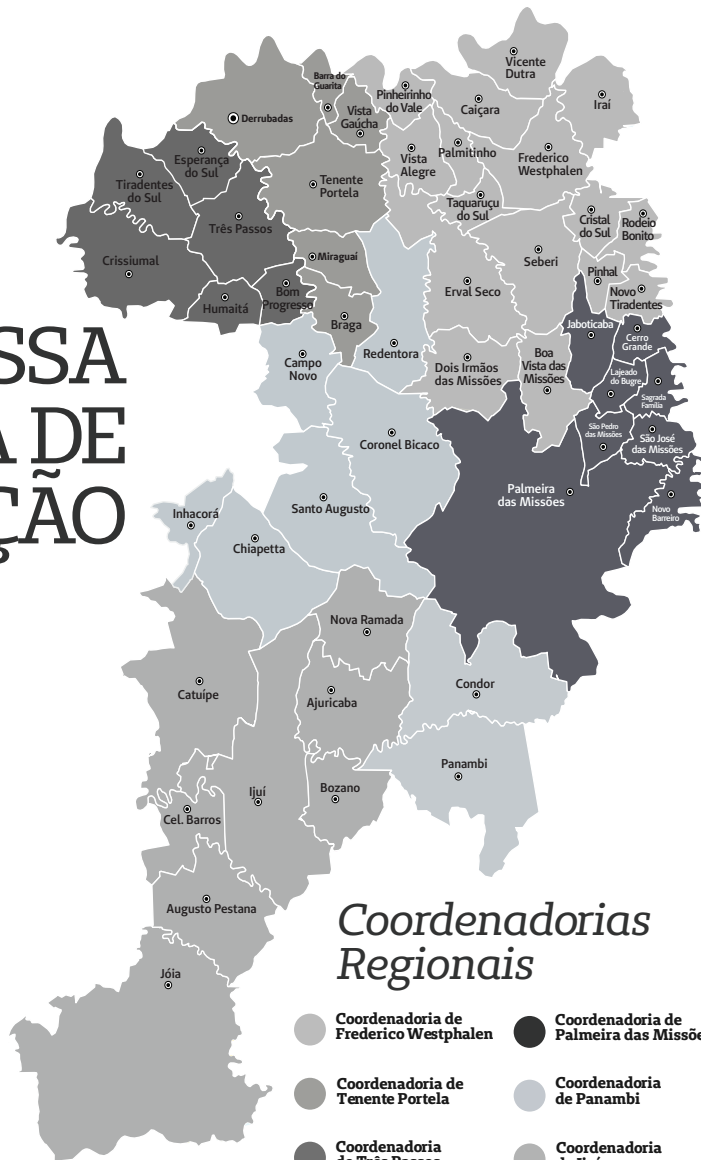 SSA
A DE
ÇÃO
Vicente
Dutra
Barra do
Guarita
Pinheirinho
do Vale
Caiçara
Iraí
Derrubadas
Vista
Gaúcha
Vista
Alegre
Palmitinho
Frederico
Westphalen
Esperança
do Sul
Tiradentes
do Sul
Tenente
Portela
Taquaruçu
do Sul
Cristal
do Sul
Rodeio
Bonito
Três Passos
Crissiumal
Miraguaí
Seberi
Pinhal
Novo
Tiradentes
Erval Seco
Bom
Progresso
Humaitá
Braga
Redentora
Jaboticaba
Cerro
Grande
Campo
Novo
Dois Irmãos
das Missões
Boa
Vista das
Missões
Lajeado
do Bugre
Sagrada
Família
Coronel Bicaco
São Pedro
das Missões
São José
das Missões
Palmeira
das Missões
Novo
Barreiro
Santo Augusto
Inhacorá
Chiapetta
Nova Ramada
Catuípe
Ajuricaba
Condor
Panambi
Ijuí
Bozano
Cel. Barros
Augusto Pestana
Jóia
Coordenadorias
Regionais
Coordenadoria de
Frederico Westphalen
Coordenadoria de
Palmeira das Missõe
Coordenadoria de
Tenente Portela
Coordenadoria
de Panambi
Coordenadoria
de Três Passos
Coordenadoria
de Ijuí